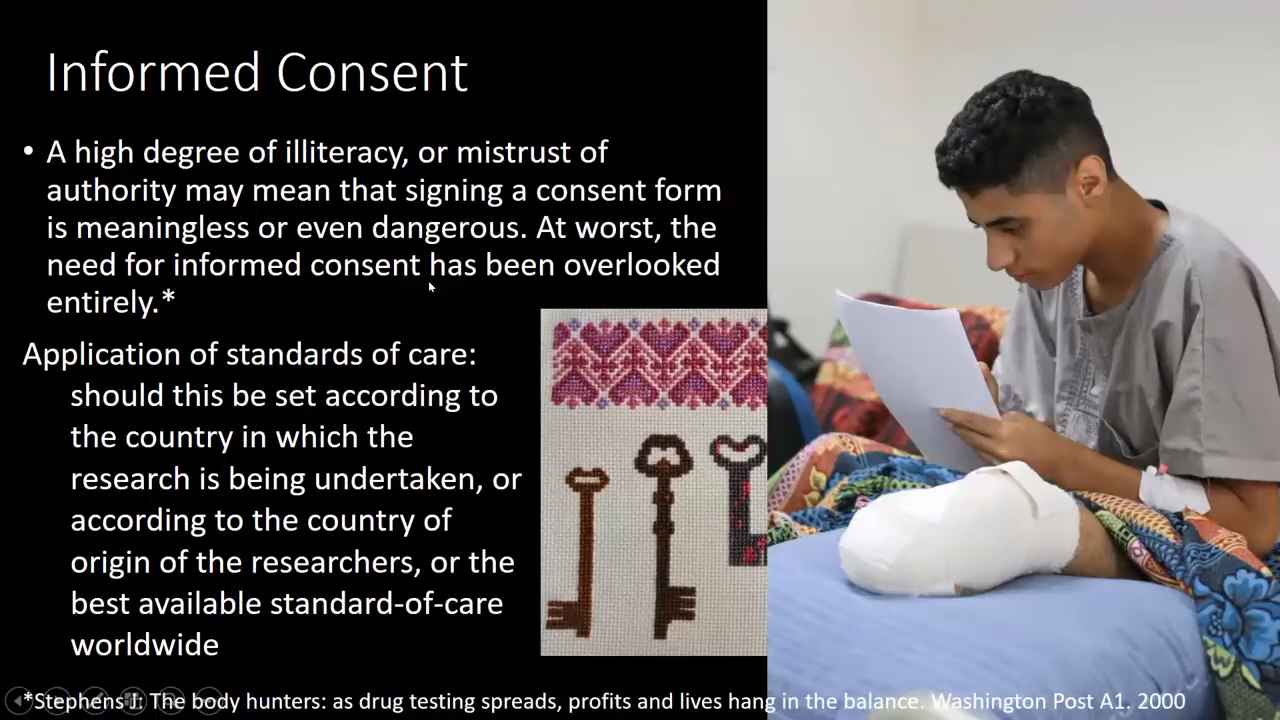 Informed Consent
• A high degree of illiteracy, or mistrust of
authority may mean that signing a consent form
is meaningless or even dangerous. At worst, the
need for informed consent has been overlooked
entirely.*
Application of standards of care:
should this be set according to
the country in which the
research is being undertaken, or
according to the country of
origin of the researchers, or the
best available standard-of-care
worldwide
*Stephens J: The body hunters: as drug testing spreads, profits and lives hang in the balance. Washington Post A1. 2000